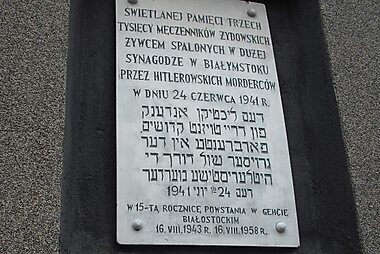 ŚWIETLANEJ PAMIĘCI TRZECH
TYSIĘCY MĘCZENNIKÓW ŻYDOWSKICH
ŻYWCEM SPALONYCH W DUŻEJ
SYNAGODZE W BIAŁYMSTOKU
PRZEZ HITLEROWSKICH MORDERCÓW
W DNIU 24 CZERWCA 1941 R.
דעם ליכטיקן אנדענק
פון דריי טויזנט קדושים
פארברענטע אין דער
גרויסער שול דורך די
היטלעריסטישע מערדער
דעם 24טן יוני 1941
W 15-TĄ ROCZNICĘ POWSTANIA W GETCIE
BIAŁOSTOCKIM
16.VIII.1943 R. 16.VIII.1958 R.